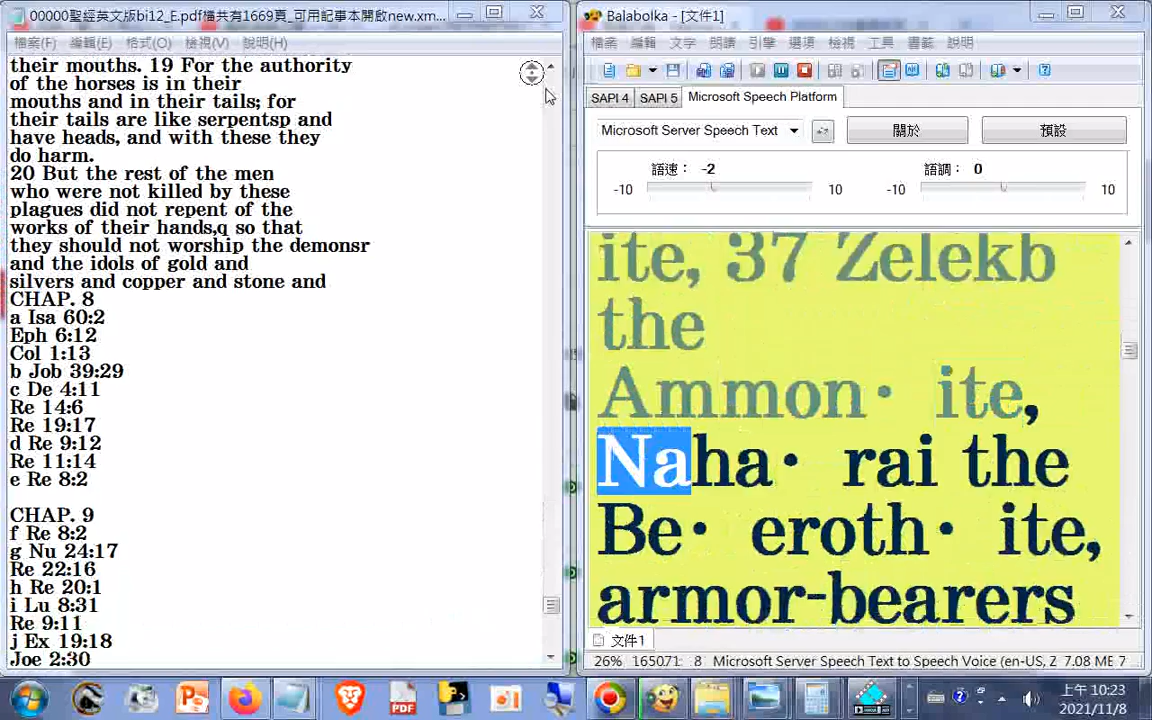 00000聖經英文版bi12_E.pdf檔共有1669頁_可用記事本開啟new.xm...
檔案(F) 編輯(E) 格式(O) 檢視(V) 說明(H)
their mouths. 19 For the authority
of the horses is in their
mouths and in their tails; for
their tails are like serpentsp and
have heads, and with these they
do harm.
20 But the rest of the men
who were not killed by these
plagues did not repent of the
works of their hands,q so that
they should not worship the demonsr
and the idols of gold and
silvers and copper and stone and
CHAP. 8
a Isa 60:2
Eph 6:12
Col 1:13
b Job 39:29
c De 4:11
Re 14:6
Re 19:17
d Re 9:12
Re 11:14
e Re 8:2
CHAP. 9
f Re 8:2
g Nu 24:17
Re 22:16
h Re 20:1
i Lu 8:31
Re 9:11
j Ex 19:18
Joe 2:30
Balabolka - [文件1]
檔案 編輯 文字 朗讀 引擎 選項 檢視 工具 書籤 說明
SAPI 4 SAPI 5 Microsoft Speech Platform
Microsoft Server Speech Text 關於 預設
語速： -2 語調： 0
-10 10 -10 10
ite, 37 Zelekb
the
Ammon· ite,
Naha· rai the
Be· eroth· ite,
armor-bearers
文件1
26% 165071: 8 Microsoft Server Speech Text to Speech Voice (en-US, Z 7.08 MB 7
PDF
上午 10:23
2021/11/8